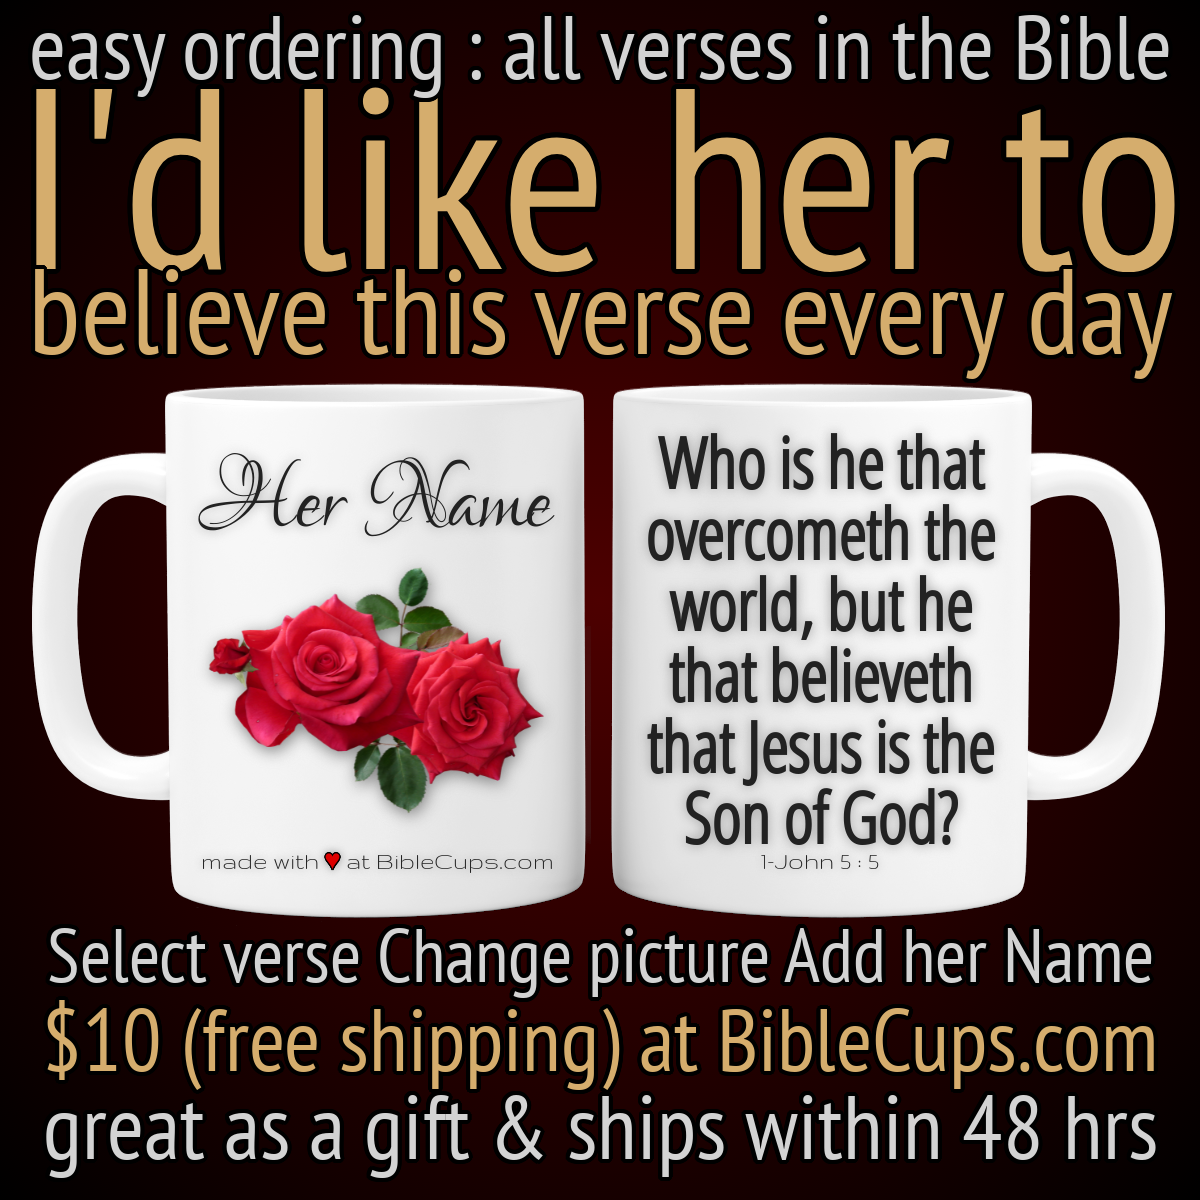 easy ordering : all verses in the Bible
I'd like her to
believe this verse every day
Her Name
made with ♥ at BibleCups.com
Who is he that
overcometh the
world, but he
that believeth
that Jesus is the
Son of God?
1-John 5 : 5
Select verse Change picture Add her Name
$10 (free shipping) at BibleCups.com
great as a gift & ships within 48 hrs